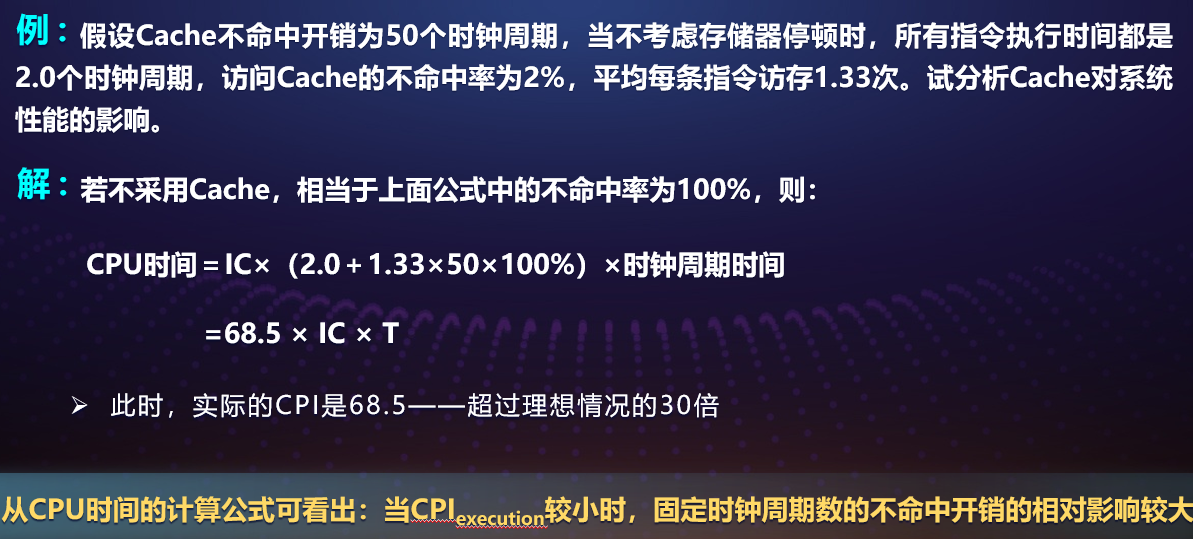 例：假设Cache不命中开销为50个时钟周期，当不考虑存储器停顿时，所有指令执行时间都是
2.0个时钟周期，访问Cache的不命中率为2%，平均每条指令访存1.33次。试分析Cache对系统
性能的影响。
解：若不采用Cache，相当于上面公式中的不命中率为100%，则：
CPU时间＝IC×（2.0＋1.33×50×100%）×时钟周期时间
=68.5 × IC × T
➢ 此时，实际的CPI是68.5——超过理想情况的30倍
从CPU时间的计算公式可看出：当CPIexecution较小时，固定时钟周期数的不命中开销的相对影响较大